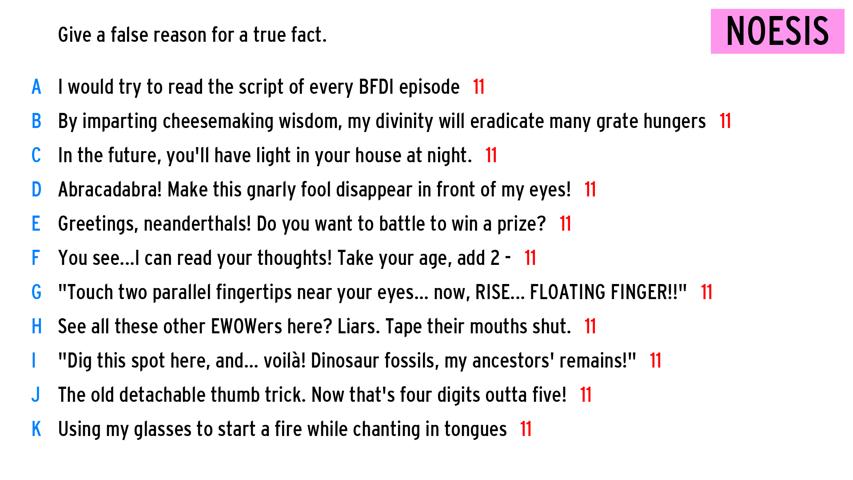 Give a false reason for a true fact.
NOESIS
A I would try to read the script of every BFDI episode 11
B By imparting cheesemaking wisdom, my divinity will eradicate many grate hungers 11
C In the future, you'll have light in your house at night. 11
D Abracadabra! Make this gnarly fool disappear in front of my eyes! 11
E Greetings, neanderthals! Do you want to battle to win a prize? 11
F You see...I can read your thoughts! Take your age, add 2 - 11
G "Touch two parallel fingertips near your eyes... now, RISE... FLOATING FINGER!!" 11
H See all these other EWOWers here? Liars. Tape their mouths shut. 11
I "Dig this spot here, and... voilà! Dinosaur fossils, my ancestors' remains!" 11
J The old detachable thumb trick. Now that's four digits outta five! 11
K Using my glasses to start a fire while chanting in tongues 11